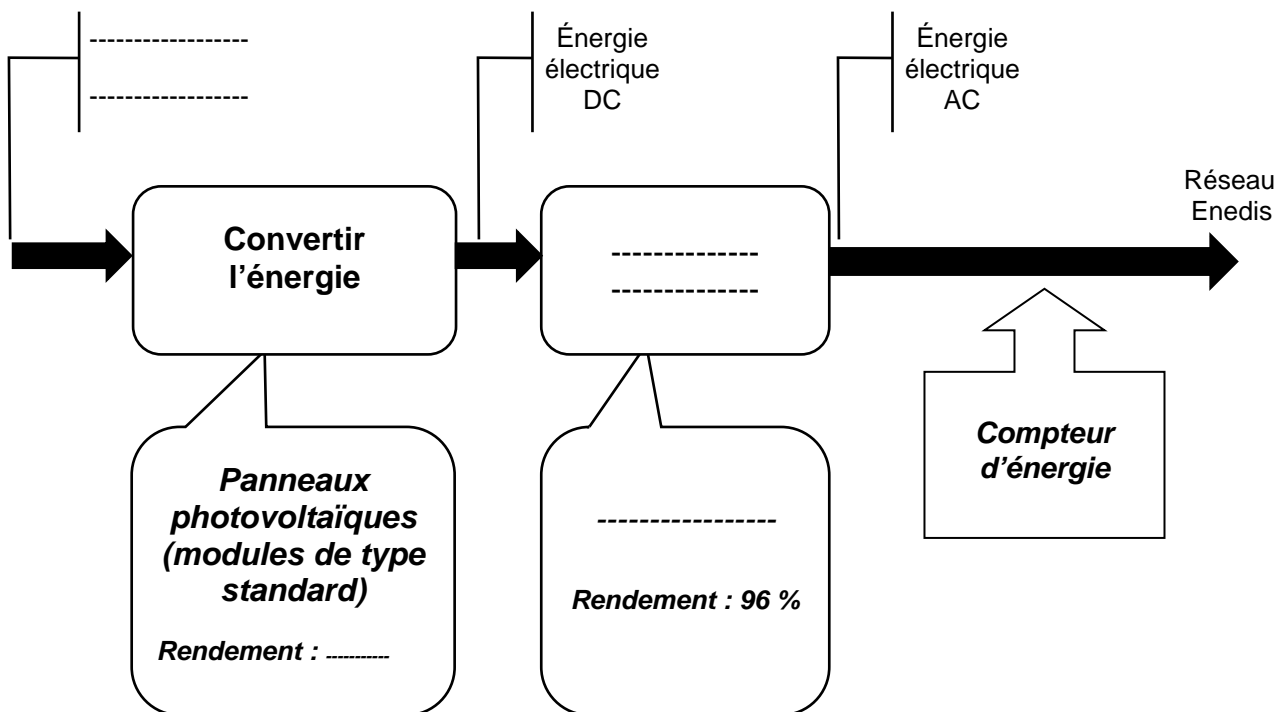 ------------------
------------------
Énergie
électrique
DC
Énergie
électrique
AC
Réseau
Enedis
Convertir
l’énergie
--------------
--------------
Panneaux
photovoltaïques
(modules de type
standard)
Rendement : -----------
-----------------
Rendement : 96 %
Compteur
d’énergie